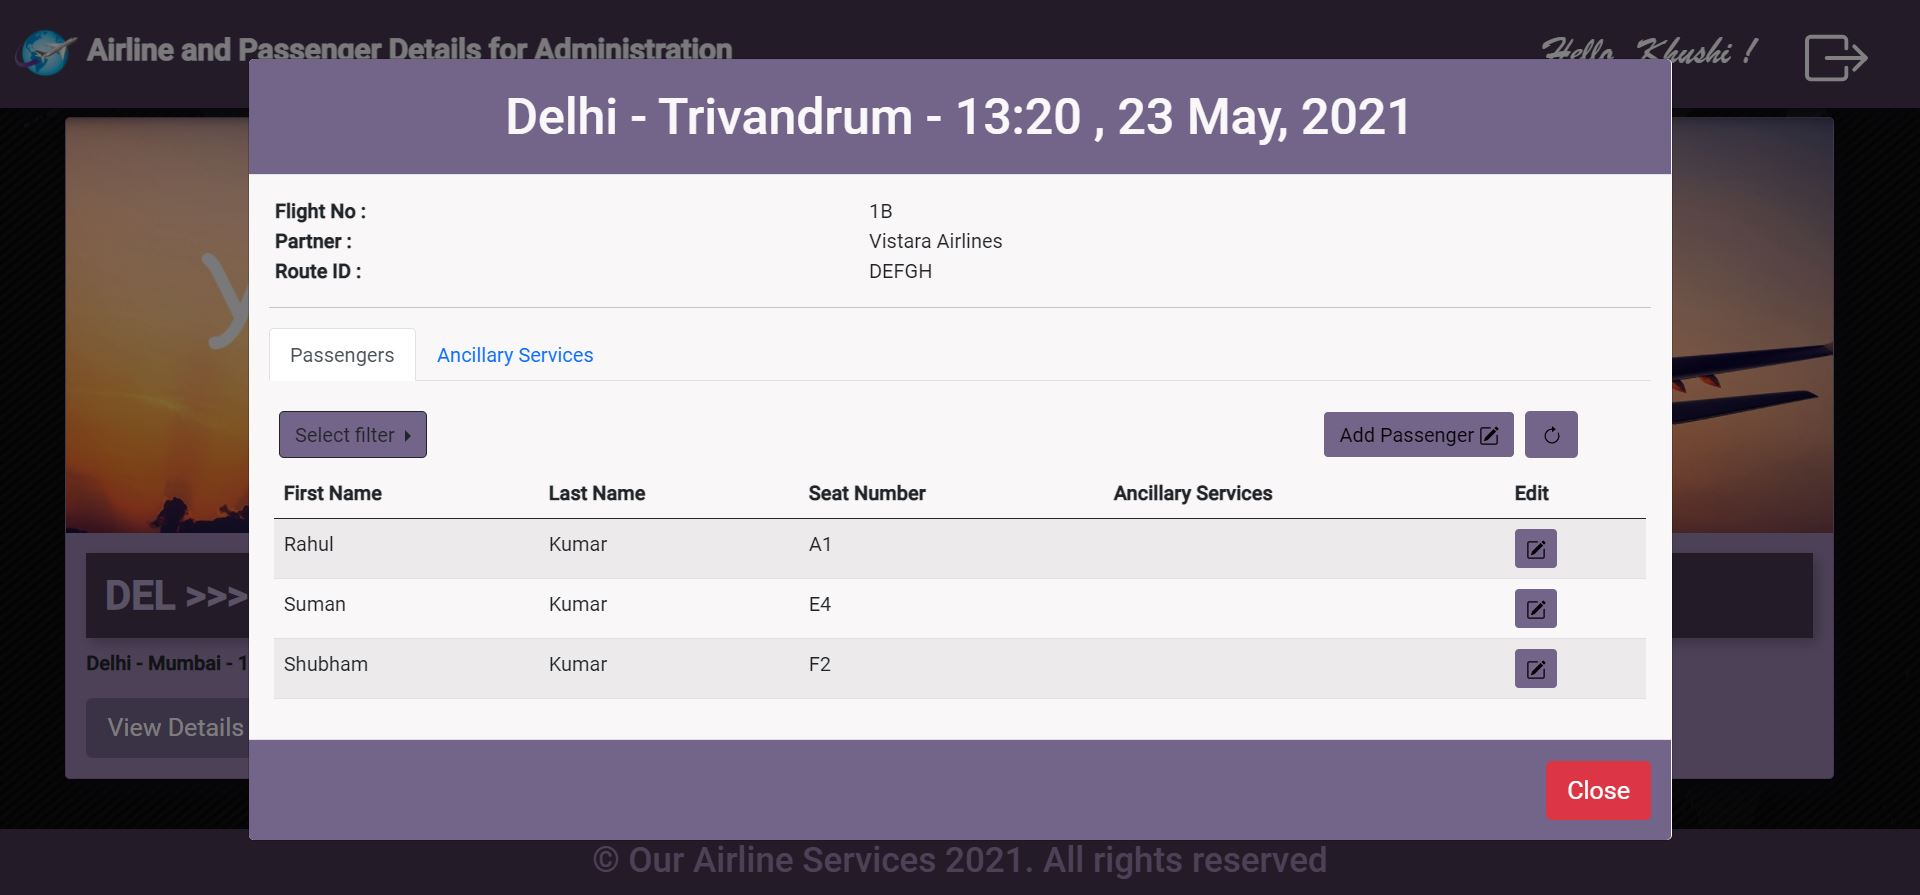 Airline and Passenger Details for Administration
Hello, Khushi !
Delhi - Trivandrum - 13:20 , 23 May, 2021
Flight No : 1B
Partner : Vistara Airlines
Route ID : DEFGH
Passengers Ancillary Services
Select filter Add Passenger
First Name Last Name Seat Number Ancillary Services Edit
Rahul Kumar A1
Suman Kumar E4
Shubham Kumar F2
y
DEL >>>
Delhi - Mumbai - 1
View Details
Close
© Our Airline Services 2021. All rights reserved